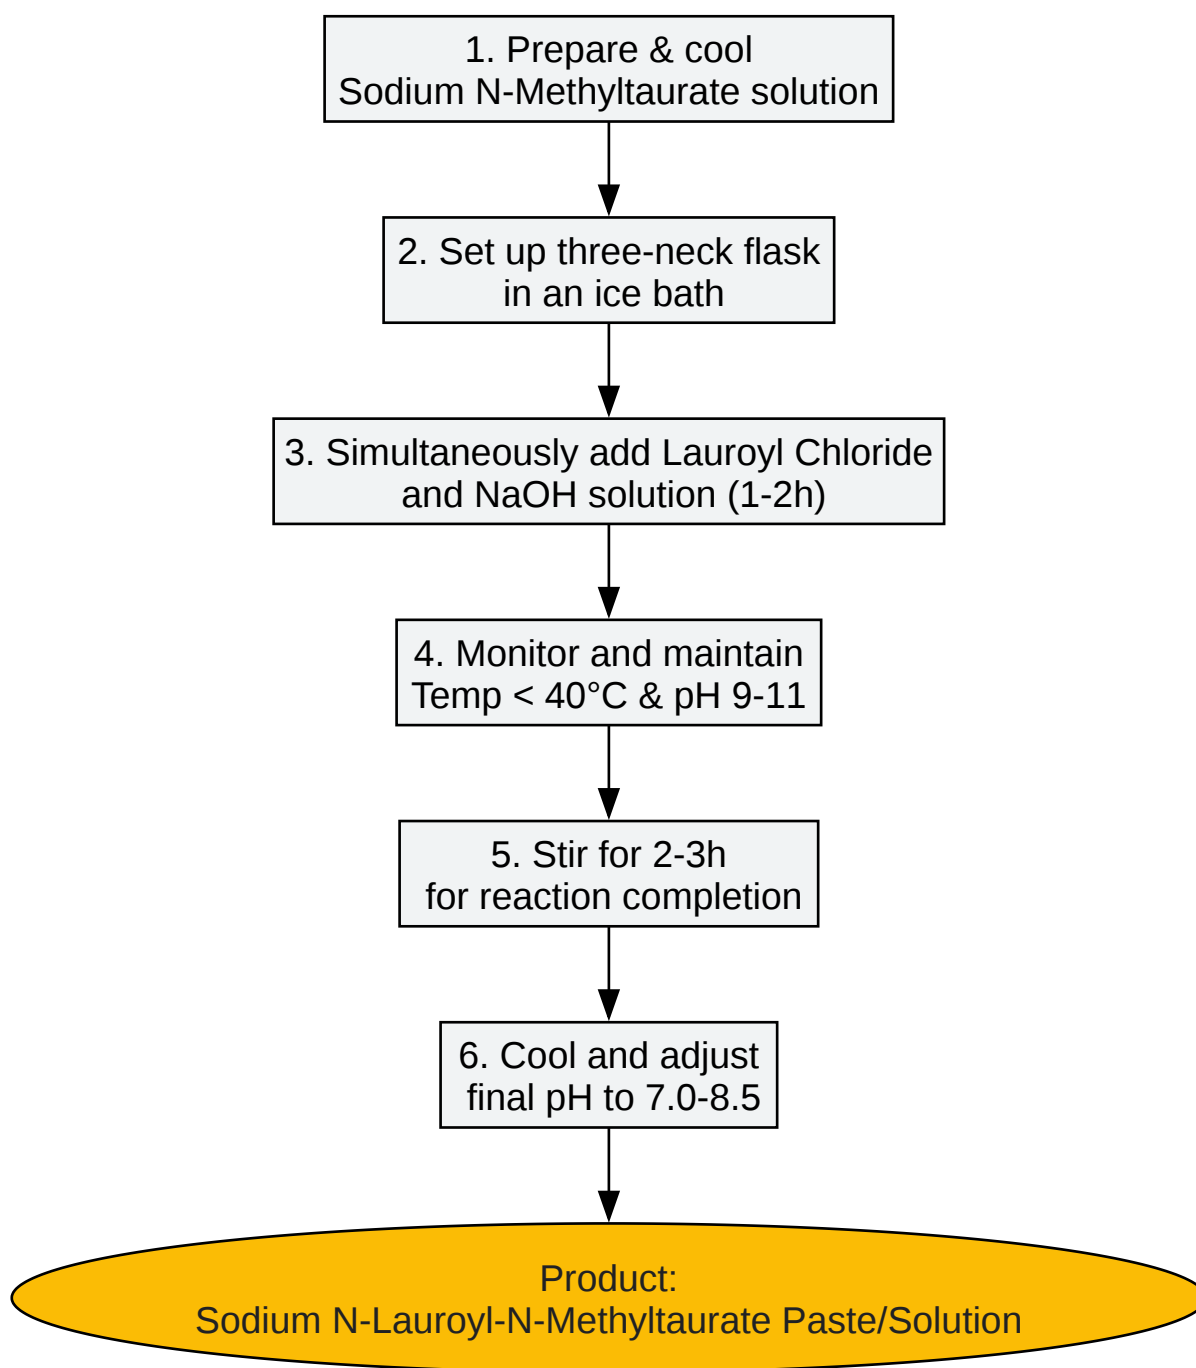 1. Prepare & cool
Sodium N-Methyltaurate solution
2. Set up three-neck flask
in an ice bath
3. Simultaneously add Lauroyl Chloride
and NaOH solution (1-2h)
4. Monitor and maintain
Temp < 40°C & pH 9-11
5. Stir for 2-3h
for reaction completion
6. Cool and adjust
final pH to 7.0-8.5
Product:
Sodium N-Lauroyl-N-Methyltaurate Paste/Solution